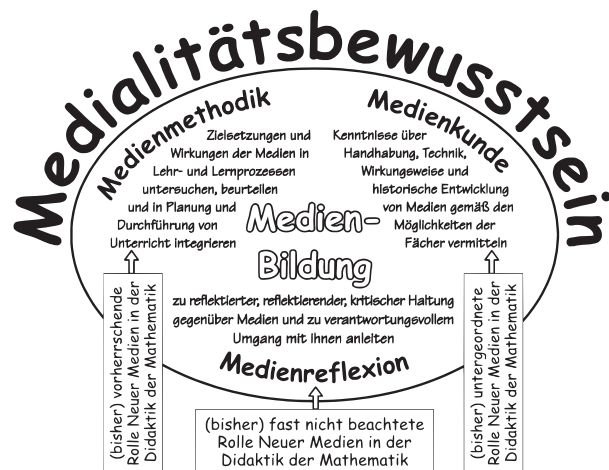 Medialitätsbewusstsein
Medienmethodik
Zielsetzungen und
Wirkungen der Medien in
Lehr- und Lernprozessen
untersuchen, beurteilen
und in Planung und
Durchführung von
Unterricht integrieren
Medienkunde
Kenntnisse über
Handhabung, Technik,
Wirkungsweise und
historische Entwicklung
von Medien gemäß den
Möglichkeiten der
Fächer vermitteln
Medien-
Bildung
zu reflektierter, reflektierender, kritischer Haltung
gegenüber Medien und zu verantwortungsvollem
Umgang mit ihnen anleiten
Medienreflexion
(bisher) vorherrschende
Rolle Neuer Medien in der
Didaktik der Mathematik
(bisher) fast nicht beachtete
Rolle Neuer Medien in der
Didaktik der Mathematik
(bisher) untergeordnete
Rolle Neuer Medien in der
Didaktik der Mathematik